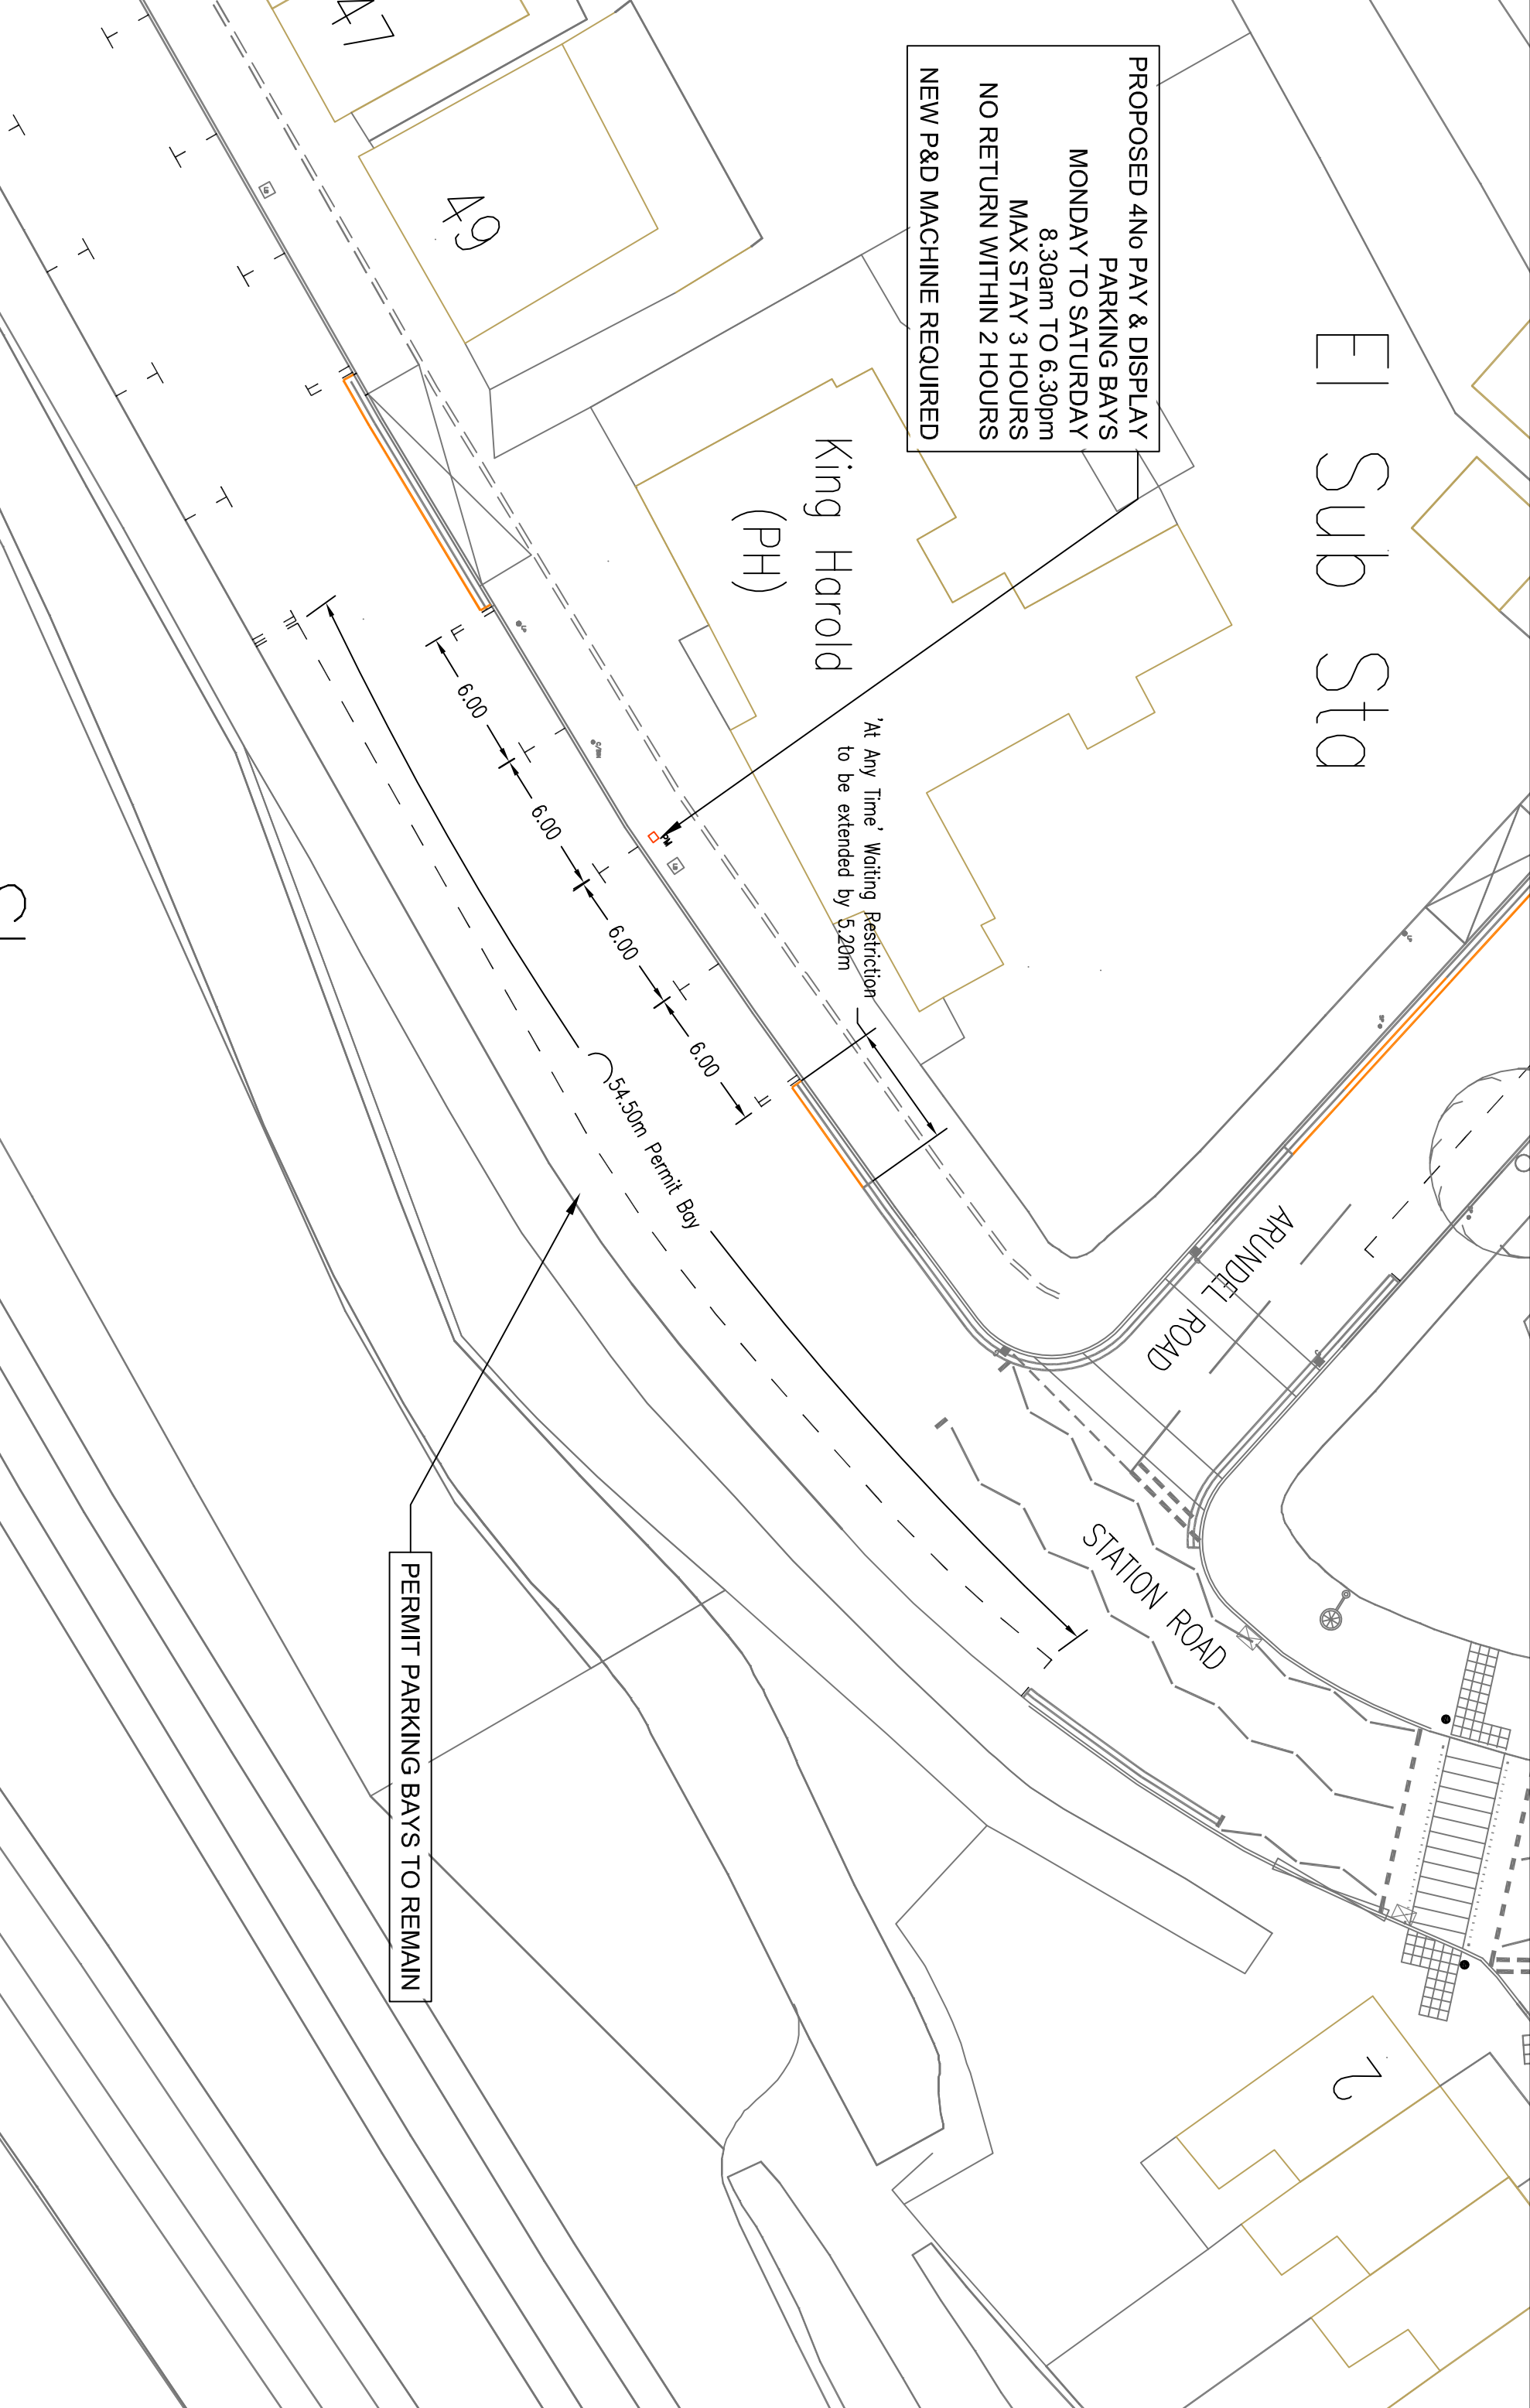 47
49
PROPOSED 4No PAY & DISPLAY
PARKING BAYS
MONDAY TO SATURDAY
8.30am TO 6.30pm
MAX STAY 3 HOURS
NO RETURN WITHIN 2 HOURS
NEW P&D MACHINE REQUIRED
El Sub Sta
King Harold
(PH)
'At Any Time' Waiting Restriction
to be extended by 5.20m
6.00
6.00
6.00
6.00
54.50m Permit Bay
ARUNDEL
ROAD
STATION ROAD
PERMIT PARKING BAYS TO REMAIN
2